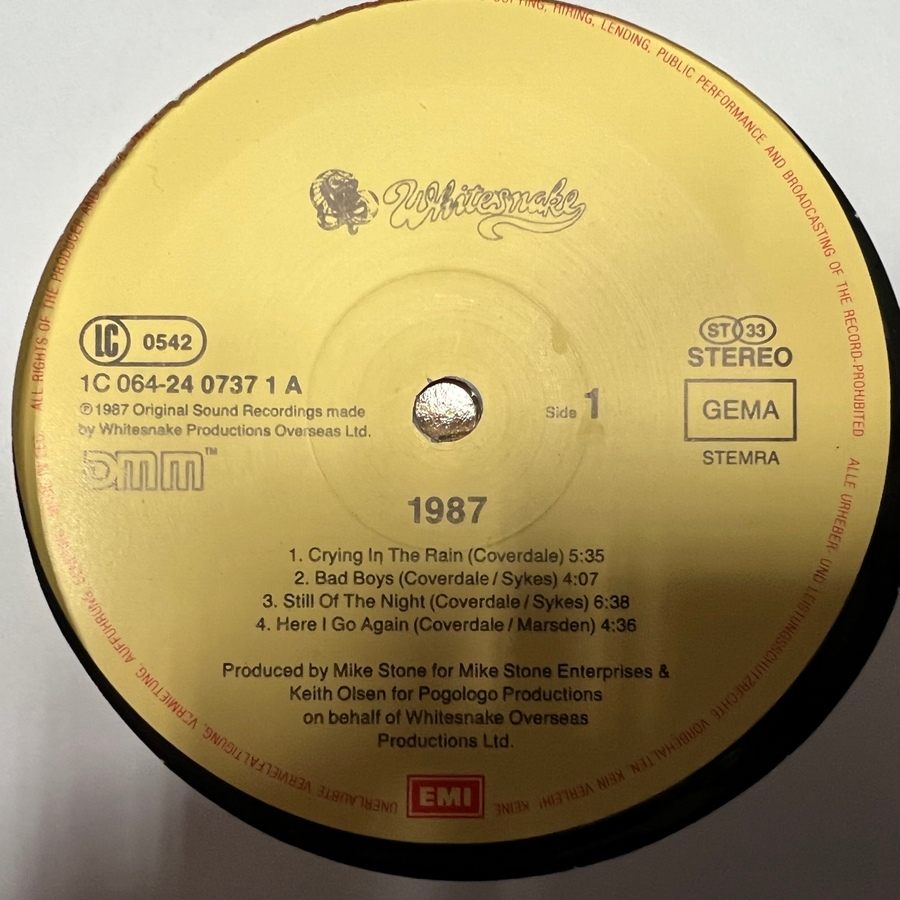 COPYING, HIRING, LENDING, PUBLIC PERFORMANCE AND BROADCASTING OF THE RECORD-PROHIBITED
ALL RIGHTS OF THE PRODUCER AND
Whitesnake
LC 0542
1C 064-24 0737 1 A
℗1987 Original Sound Recordings made
by Whitesnake Productions Overseas Ltd.
DMM™
ST 33
STEREO
GEMA
STEMRA
Side 1
1987
1. Crying In The Rain (Coverdale) 5:35
2. Bad Boys (Coverdale / Sykes) 4:07
3. Still Of The Night (Coverdale / Sykes) 6:38
4. Here I Go Again (Coverdale / Marsden) 4:36
Produced by Mike Stone for Mike Stone Enterprises &
Keith Olsen for Pogologo Productions
on behalf of Whitesnake Overseas
Productions Ltd.
EMI
ALLE URHEBER- UND LEISTUNGSSCHUTZRECHTE VORBEHALTEN. KEIN VERLEIH! KEINE
UNERLAUBTE VERVIELFÄLTIGUNG, VERMIETUNG, AUFFÜHRUNG, SENDUNG!